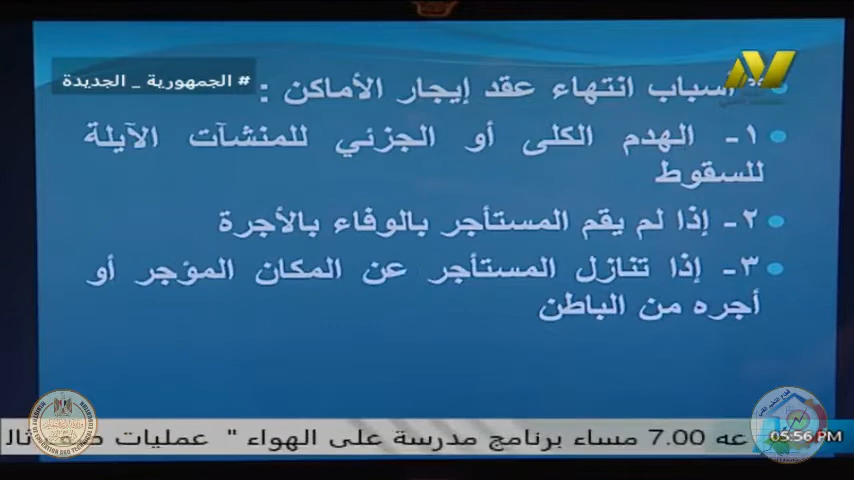 # الجمهورية _ الجديدة
أسباب انتهاء عقد إيجار الأماكن :
١- الهدم الكلى أو الجزئي للمنشآت الآيلة
للسقوط
٢- إذا لم يقم المستأجر بالوفاء بالأجرة
٣- إذا تنازل المستأجر عن المكان المؤجر أو
أجره من الباطن
عه 7.00 مساء برنامج مدرسة على الهواء " عمليات
05:56 PM